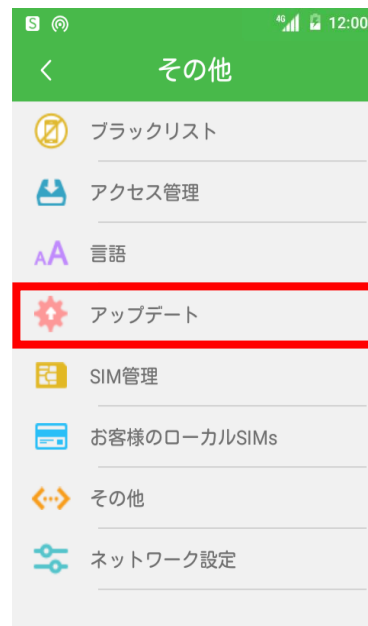 S 4G 12:00
その他
ブラックリスト
アクセス管理
AA 言語
アップデート
SIM管理
お客様のローカルSIMs
その他
ネットワーク設定